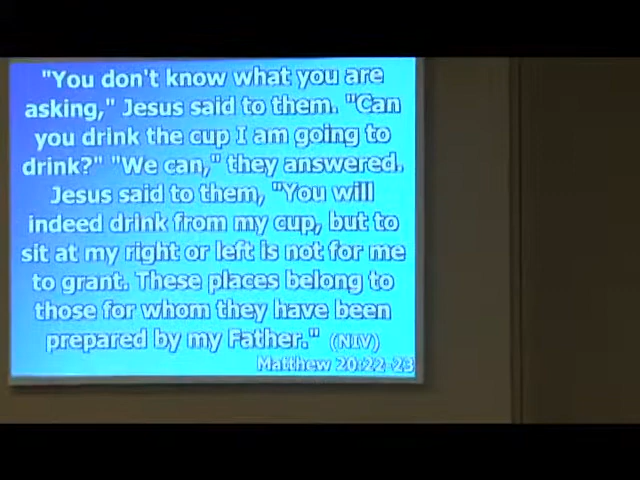 "You don't know what you are
asking," Jesus said to them. "Can
you drink the cup I am going to
drink?" "We can," they answered.
Jesus said to them, "You will
indeed drink from my cup, but to
sit at my right or left is not for me
to grant. These places belong to
those for whom they have been
prepared by my Father." (NIV)
Matthew 20:22-23